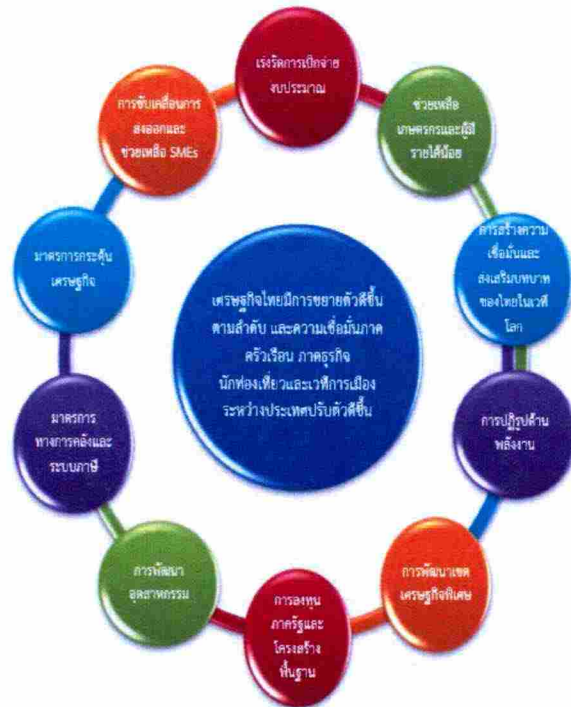 เร่งรัดการเบิกจ่าย
งบประมาณ
ช่วยเหลือ
เกษตรกรและผู้มี
รายได้น้อย
การสร้างความ
เชื่อมั่นและ
ส่งเสริมบทบาท
ของไทยในเวที
โลก
การปฏิรูปด้าน
พลังงาน
การพัฒนาเขต
เศรษฐกิจพิเศษ
การลงทุน
ภาครัฐและ
โครงสร้าง
พื้นฐาน
การพัฒนา
อุตสาหกรรม
มาตรการ
ทางการคลังและ
ระบบภาษี
มาตรการกระตุ้น
เศรษฐกิจ
การขับเคลื่อนการ
ส่งออกและ
ช่วยเหลือ SMEs
เศรษฐกิจไทยมีการขยายตัวดีขึ้น
ตามลำดับ และความเชื่อมั่นภาค
ครัวเรือน ภาคธุรกิจ
นักท่องเที่ยวและเวทีการเมือง
ระหว่างประเทศปรับตัวดีขึ้น